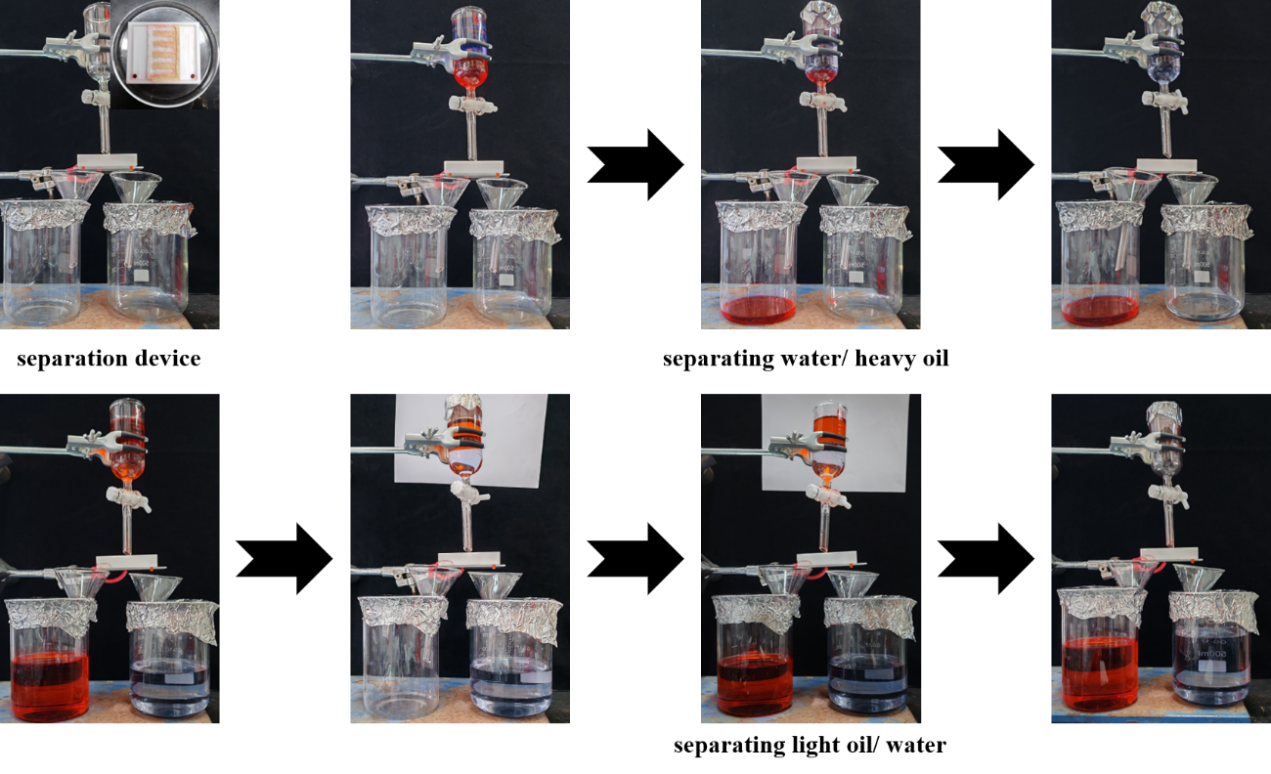 separation device
separating water/ heavy oil
separating light oil/ water